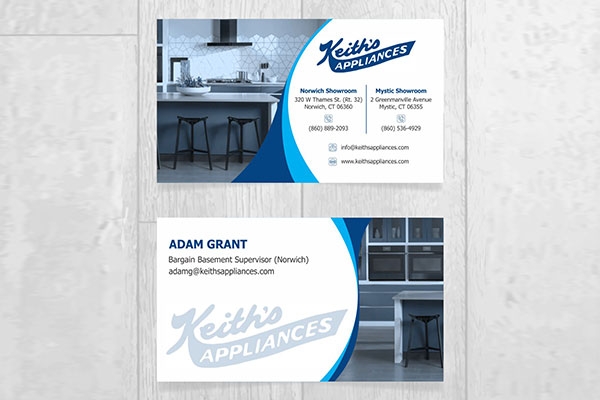 Keith's
APPLIANCES
Norwich Showroom
320 W Thames St. (Rt. 32)
Norwich, CT 06360
(860) 889-2093
Mystic Showroom
2 Greenmanville Avenue
Mystic, CT 06355
(860) 536-4929
info@keithsappliances.com
www.keithsappliances.com
ADAM GRANT
Bargain Basement Supervisor (Norwich)
adamg@keithsappliances.com
Keith's
APPLIANCES